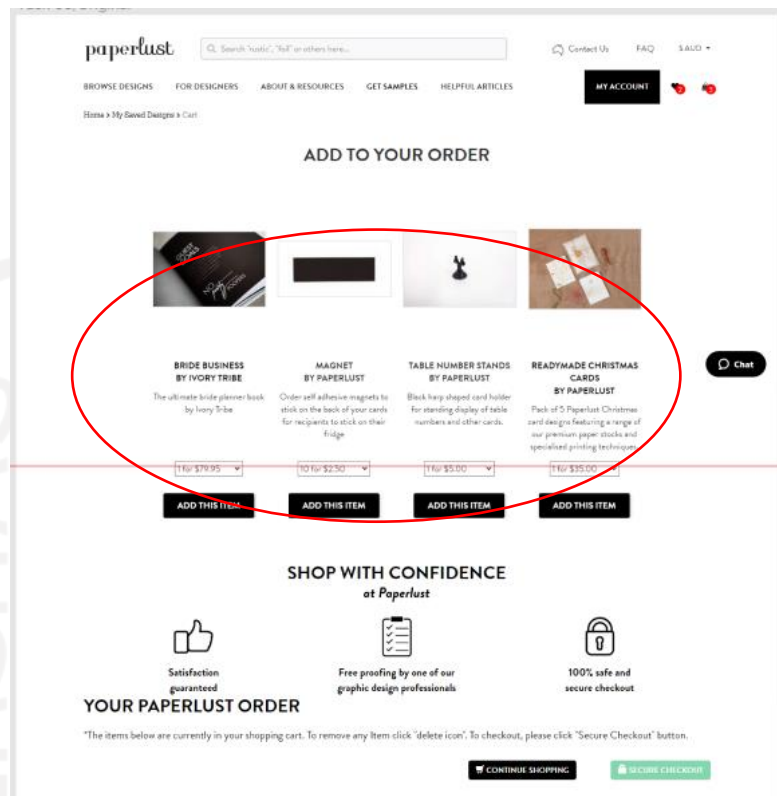 paperlust
Search "rustic", "foil" or others here...
Contact Us
FAQ
$ AUD
BROWSE DESIGNS
FOR DESIGNERS
ABOUT & RESOURCES
GET SAMPLES
HELPFUL ARTICLES
MY ACCOUNT
Home > My Saved Designs > Cart
ADD TO YOUR ORDER
BRIDE BUSINESS
BY IVORY TRIBE
The ultimate bride planner book
by Ivory Tribe
1 for $79.95
ADD THIS ITEM
MAGNET
BY PAPERLUST
Order self adhesive magnets to
stick on the back of your cards
for recipients to stick on their
fridge
10 for $2.50
ADD THIS ITEM
TABLE NUMBER STANDS
BY PAPERLUST
Black harp shaped card holder
for standing display of table
numbers and other cards.
1 for $5.00
ADD THIS ITEM
READYMADE CHRISTMAS
CARDS
BY PAPERLUST
Pack of 5 Paperlust Christmas
card designs featuring a range of
our premium paper stocks and
specialised printing techniques
1 for $35.00
ADD THIS ITEM
Chat
SHOP WITH CONFIDENCE
at Paperlust
Satisfaction
guaranteed
Free proofing by one of our
graphic design professionals
100% safe and
secure checkout
YOUR PAPERLUST ORDER
"The items below are currently in your shopping cart. To remove any Item click "delete icon". To checkout, please click "Secure Checkout" button.
CONTINUE SHOPPING
SECURE CHECKOUT